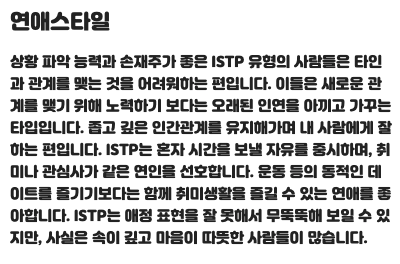 연애스타일
상황 파악 능력과 손재주가 좋은 ISTP 유형의 사람들은 타인
과 관계를 맺는 것을 어려워하는 편입니다. 이들은 새로운 관
계를 맺기 위해 노력하기 보다는 오래된 인연을 아끼고 가꾸는
타입입니다. 좁고 깊은 인간관계를 유지해가며 내 사람에게 잘
하는 편입니다. ISTP는 혼자 시간을 보낼 자유를 중시하며, 취
미나 관심사가 같은 연인을 선호합니다. 운동 등의 동적인 데
이트를 즐기기보다는 함께 취미생활을 즐길 수 있는 연애를 좋
아합니다. ISTP는 애정 표현을 잘 못해서 무뚝뚝해 보일 수 있
지만, 사실은 속이 깊고 마음이 따뜻한 사람들이 많습니다.